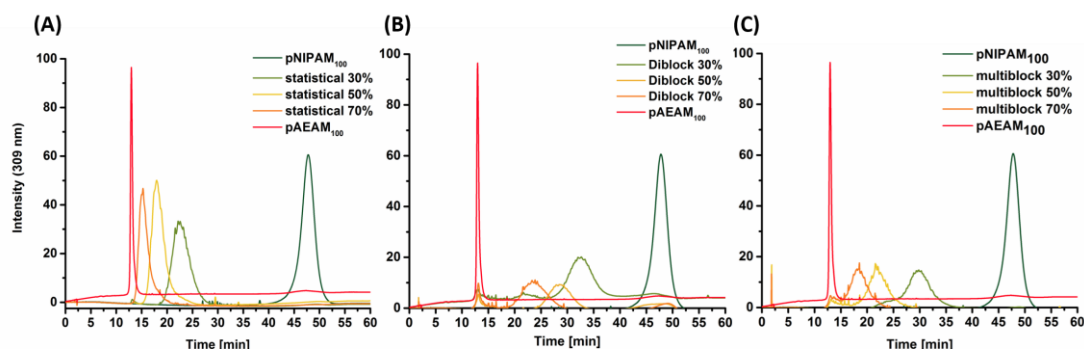 (A)
pNIPAM₁₀₀
statistical 30%
statistical 50%
statistical 70%
pAEAM₁₀₀
Intensity (309 nm)
100
80
60
40
20
0
0 5 10 15 20 25 30 35 40 45 50 55 60
Time [min]
(B)
pNIPAM₁₀₀
Diblock 30%
Diblock 50%
Diblock 70%
pAEAM₁₀₀
100
80
60
40
20
0
0 5 10 15 20 25 30 35 40 45 50 55 60
Time [min]
(C)
pNIPAM₁₀₀
multiblock 30%
multiblock 50%
multiblock 70%
pAEAM₁₀₀
100
80
60
40
20
0
0 5 10 15 20 25 30 35 40 45 50 55 60
Time [min]